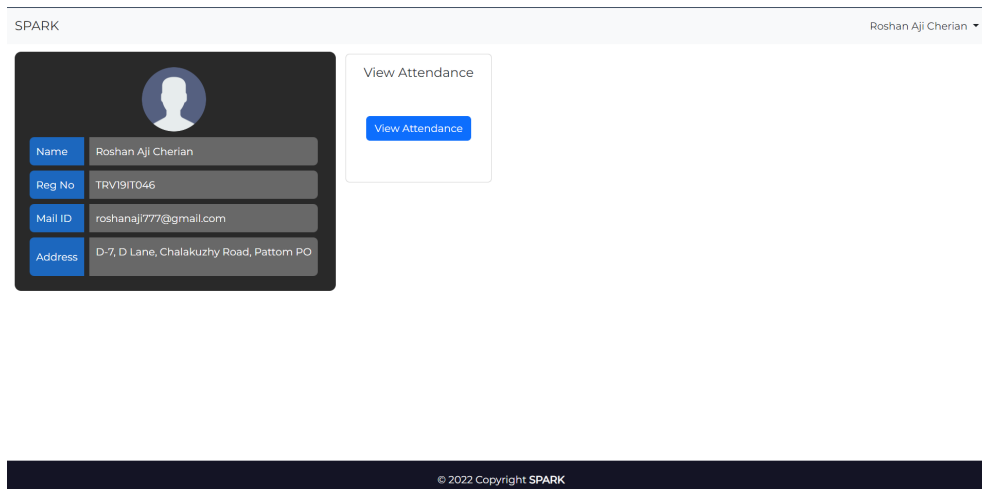 SPARK
Roshan Aji Cherian
Name Roshan Aji Cherian
Reg No TRV19IT046
Mail ID roshanaji777@gmail.com
Address D-7, D Lane, Chalakuzhy Road, Pattom PO
View Attendance
View Attendance
© 2022 Copyright SPARK